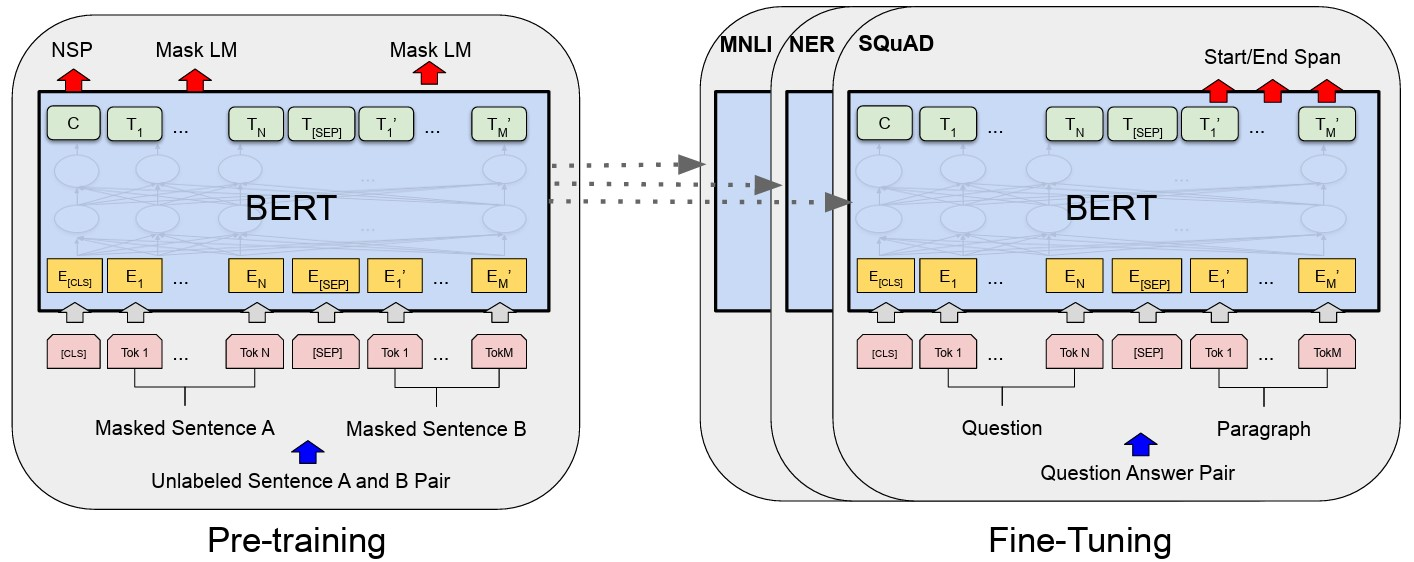 NSP Mask LM Mask LM
C T1 ... TN T[SEP] T1’ ... TM’
...
BERT
...
E[CLS] E1 ... EN E[SEP] E1’ ... EM’
[CLS] Tok 1 ... Tok N [SEP] Tok 1 ... TokM
Masked Sentence A Masked Sentence B
Unlabeled Sentence A and B Pair
Pre-training
MNLI NER SQuAD
Start/End Span
C T1 ... TN T[SEP] T1’ ... TM’
...
BERT
...
E[CLS] E1 ... EN E[SEP] E1’ ... EM’
[CLS] Tok 1 ... Tok N [SEP] Tok 1 ... TokM
Question Paragraph
Question Answer Pair
Fine-Tuning